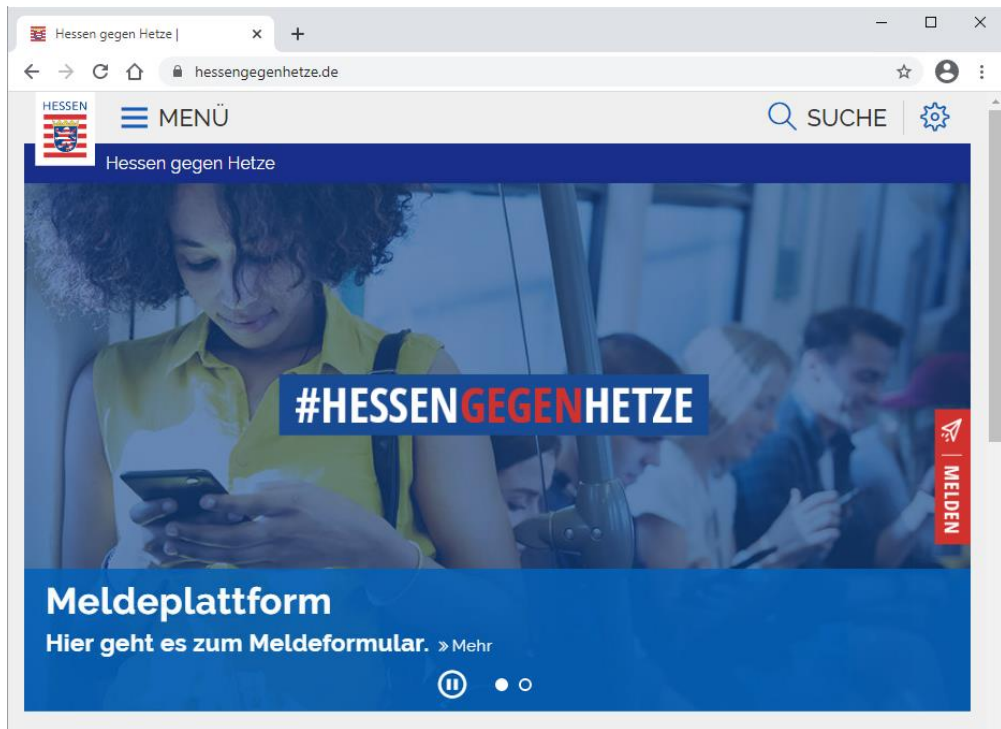 Hessen gegen Hetze |
hessengegenhetze.de
HESSEN
MENÜ
SUCHE
Hessen gegen Hetze
#HESSENGEGENHETZE
MELDEN
Meldeplattform
Hier geht es zum Meldeformular. » Mehr